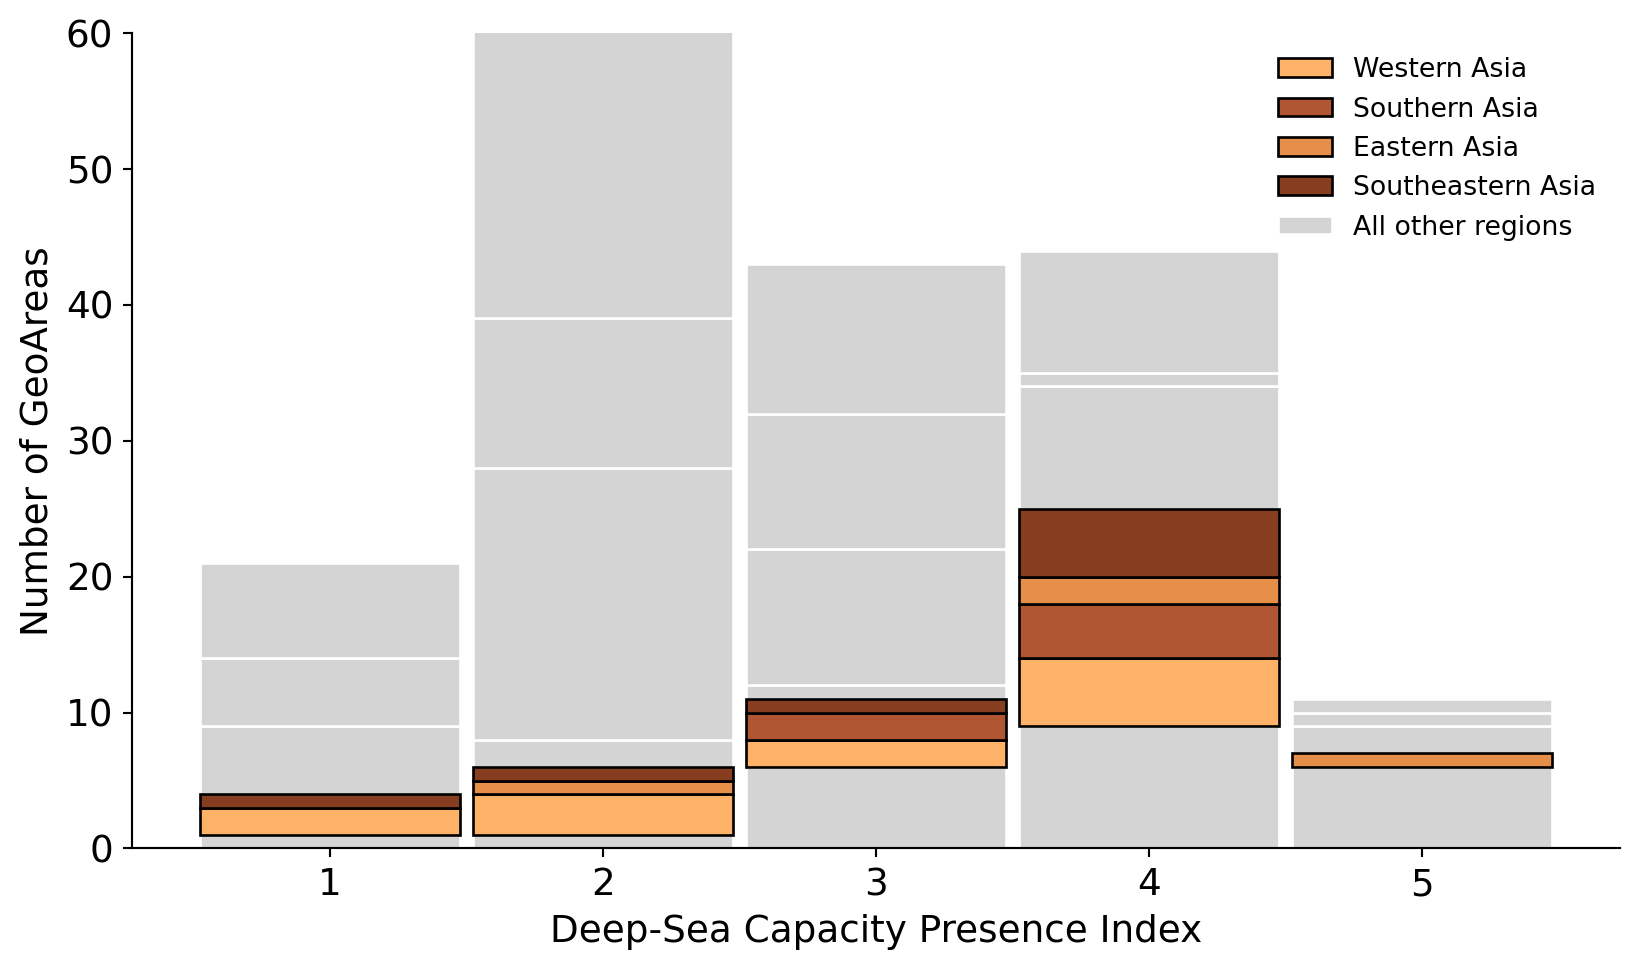 60
50
40
30
20
10
0
Number of GeoAreas
Western Asia
Southern Asia
Eastern Asia
Southeastern Asia
All other regions
1 2 3 4 5
Deep-Sea Capacity Presence Index